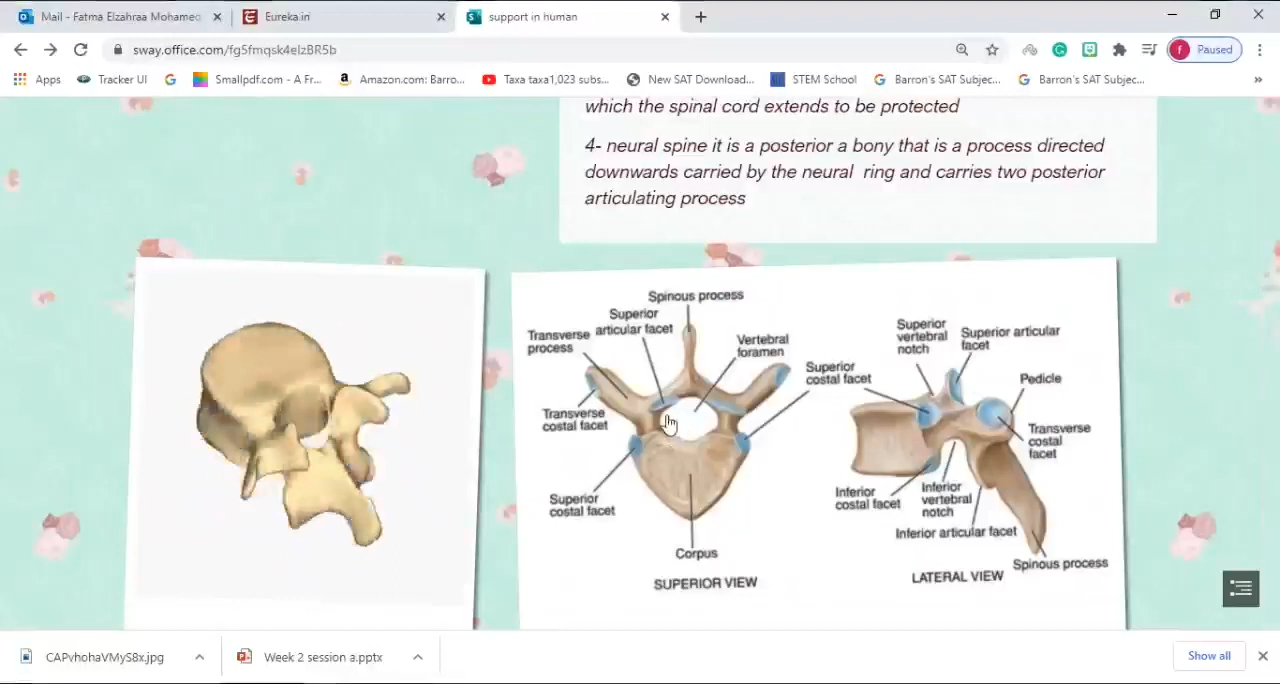 Mail - Fatma Elzahraa Mohamed
Eureka.in
support in human
sway.office.com/fg5fmqsk4elzBR5b
f
Paused
Apps
Tracker UI
Smallpdf.com - A Fr...
Amazon.com: Barro...
Taxa taxa1,023 subs...
New SAT Download...
STEM School
Barron's SAT Subjec...
Barron's SAT Subjec...
which the spinal cord extends to be protected
4- neural spine it is a posterior a bony that is a process directed
downwards carried by the neural ring and carries two posterior
articulating process
Spinous process
Superior
articular facet
Transverse
process
Vertebral
foramen
Superior
costal facet
Transverse
costal facet
Superior
costal facet
Corpus
SUPERIOR VIEW
Superior
vertebral
notch
Superior articular
facet
Pedicle
Transverse
costal
facet
Inferior
costal facet
Inferior
vertebral
notch
Inferior articular facet
Spinous process
LATERAL VIEW
CAPvhohaVMyS8x.jpg
Week 2 session a.pptx
Show all